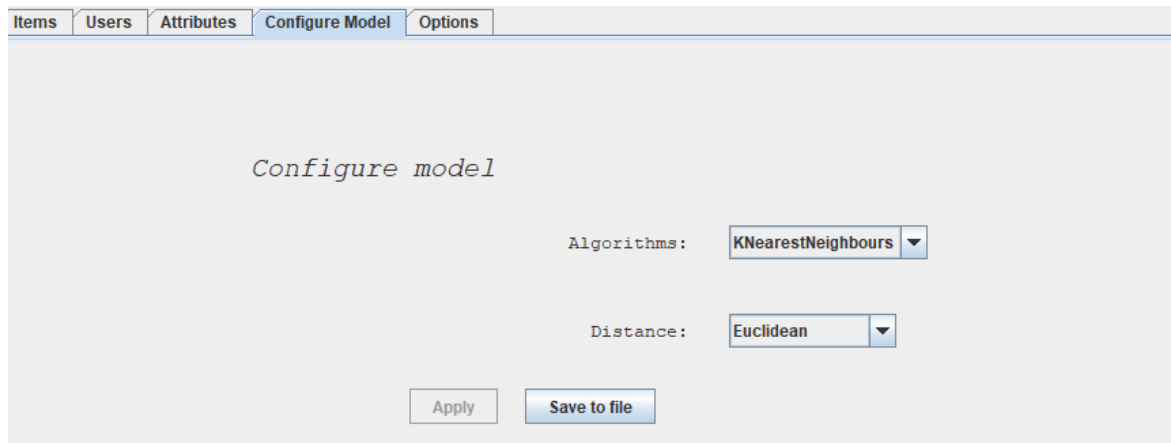 Items Users Attributes Configure Model Options
Configure model
Algorithms: KNearestNeighbours
Distance: Euclidean
Apply Save to file